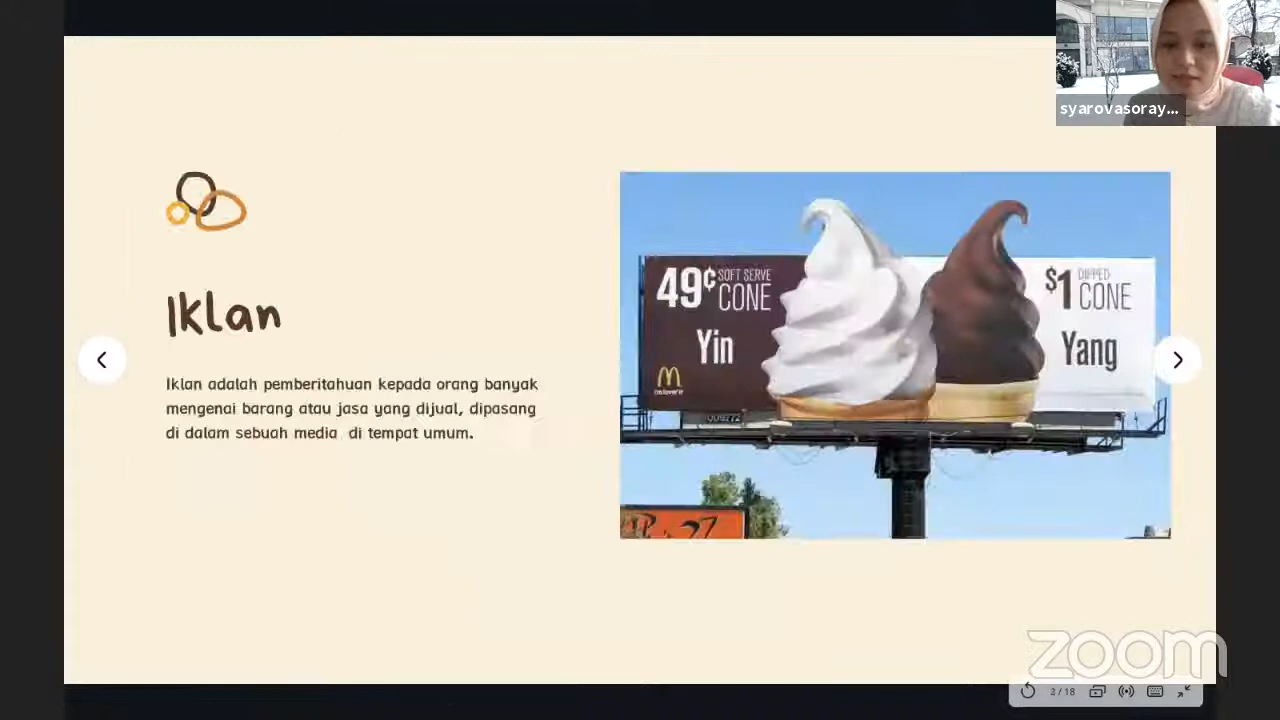 syarovasoray...
Iklan
Iklan adalah pemberitahuan kepada orang banyak
mengenai barang atau jasa yang dijual, dipasang
di dalam sebuah media di tempat umum.
49¢ SOFT SERVE CONE
Yin
$1 DIPPED CONE
Yang
zoom
2 / 18